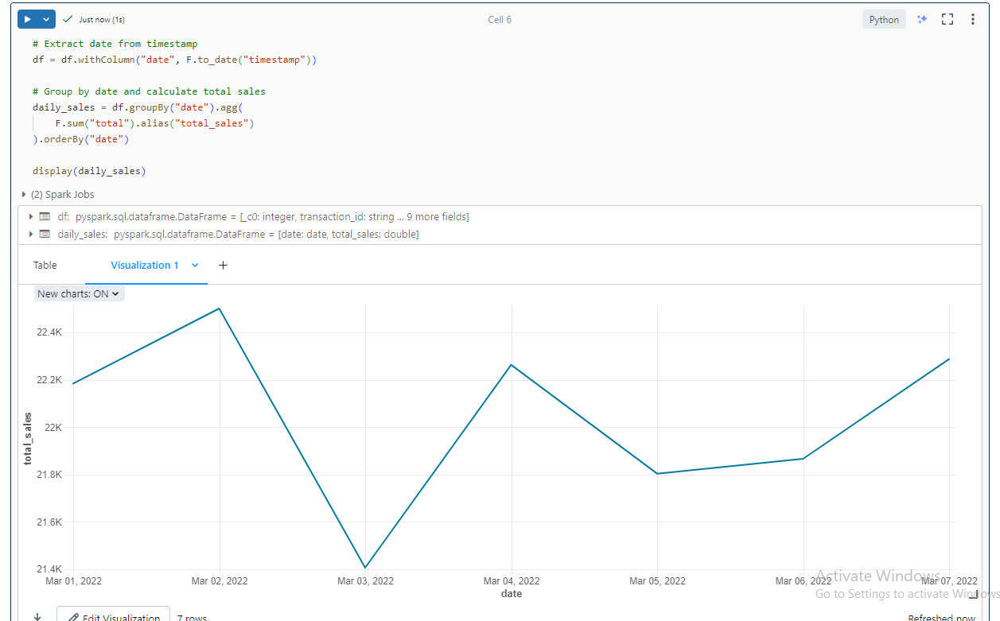 Just now (1s)
Cell 6
Python
# Extract date from timestamp
df = df.withColumn("date", F.to_date("timestamp"))
# Group by date and calculate total sales
daily_sales = df.groupBy("date").agg(
F.sum("total").alias("total_sales")
).orderBy("date")
display(daily_sales)
(2) Spark Jobs
df: pyspark.sql.dataframe.DataFrame = [_c0: integer, transaction_id: string ... 9 more fields]
daily_sales: pyspark.sql.dataframe.DataFrame = [date: date, total_sales: double]
Table
Visualization 1
New charts: ON
22.4K
22.2K
22K
21.8K
21.6K
21.4K
total_sales
Mar 01, 2022
Mar 02, 2022
Mar 03, 2022
Mar 04, 2022
Mar 05, 2022
Mar 06, 2022
Mar 07, 2022
date
Activate Windows
Go to Settings to activate Windows
Edit Visualization
7 rows
Refreshed now